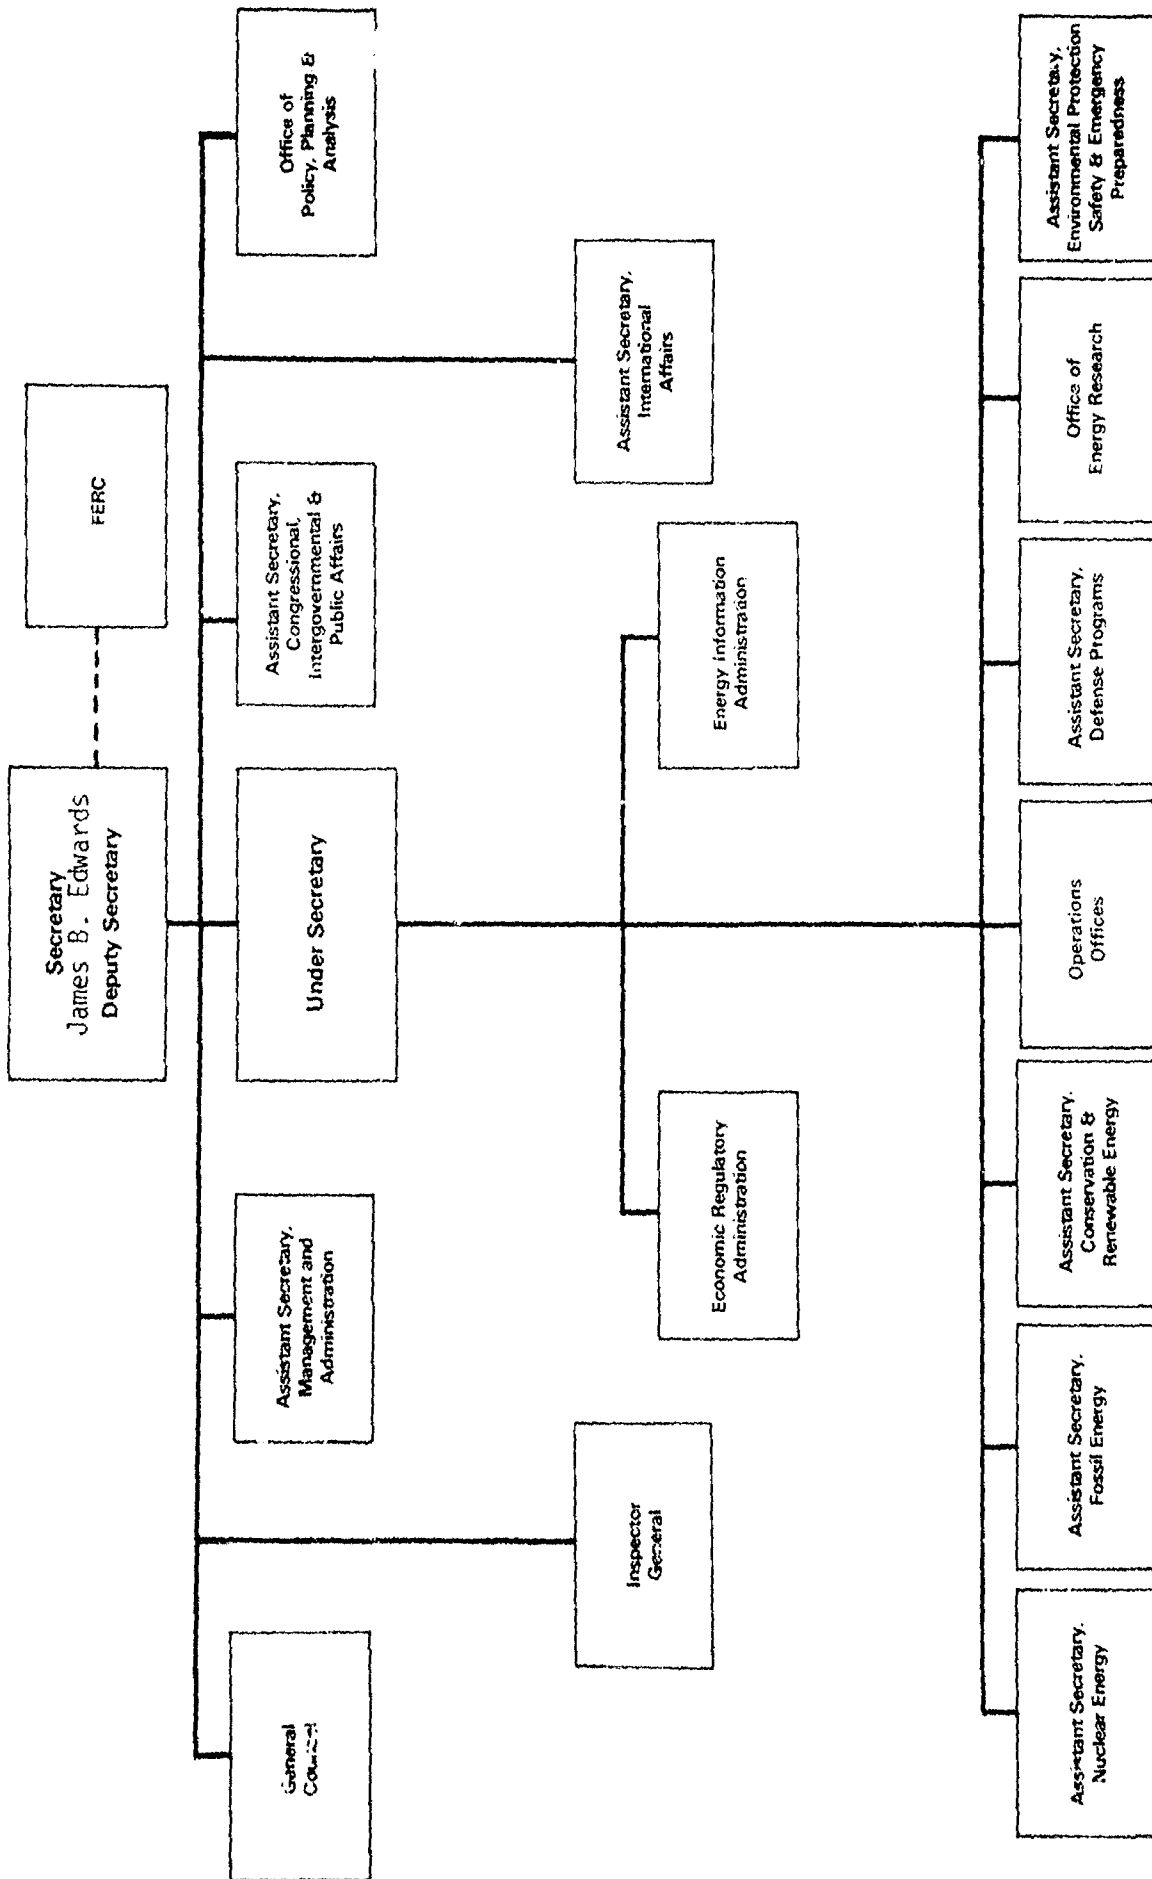 Secretary
James B. Edwards
Deputy Secretary
FERC
General
Assistant Secretary,
Management and
Administration
Under Secretary
Assistant Secretary,
Congressional,
Intergovernmental &
Public Affairs
Office of
Policy, Planning &
Analysis
Inspector
General
Assistant Secretary,
International
Affairs
Economic Regulatory
Administration
Energy Information
Administration
Assistant Secretary,
Nuclear Energy
Assistant Secretary,
Fossil Energy
Assistant Secretary,
Conservation &
Renewable Energy
Operations
Offices
Assistant Secretary,
Defense Programs
Office of
Energy Research
Assistant Secretary,
Environmental Protection
Safety & Emergency
Preparedness